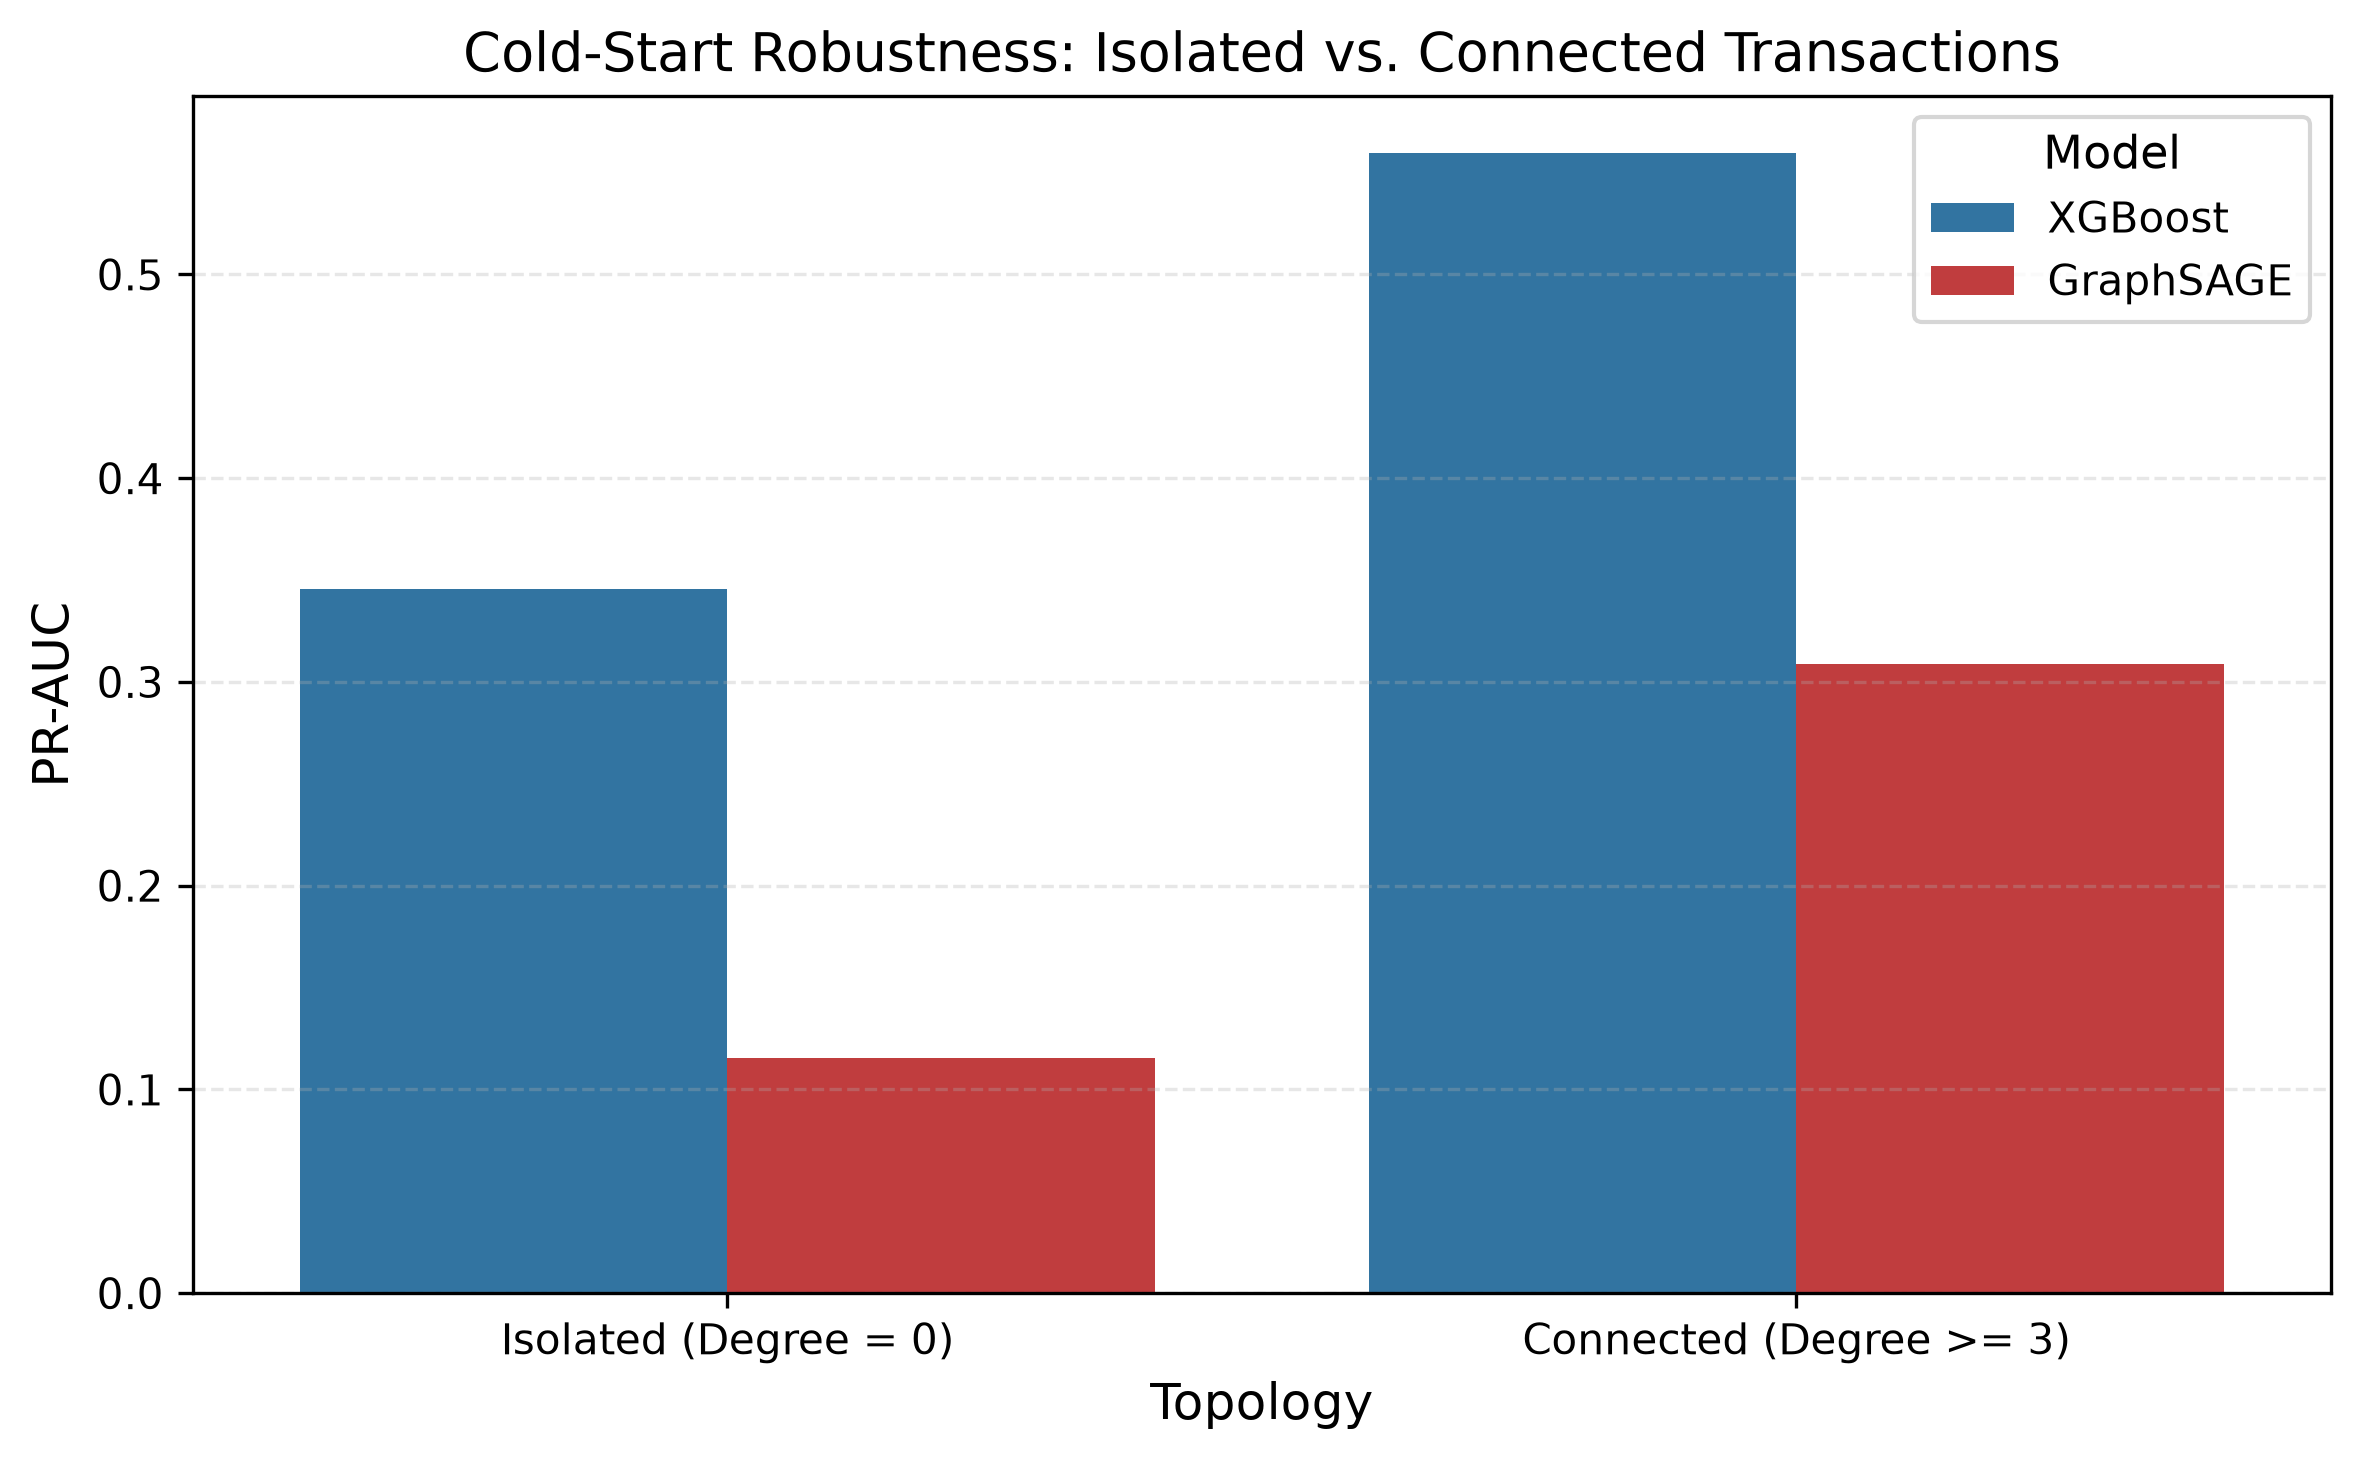 Cold-Start Robustness: Isolated vs. Connected Transactions
Model
XGBoost
GraphSAGE
PR-AUC
0.5
0.4
0.3
0.2
0.1
0.0
Isolated (Degree = 0)
Connected (Degree >= 3)
Topology